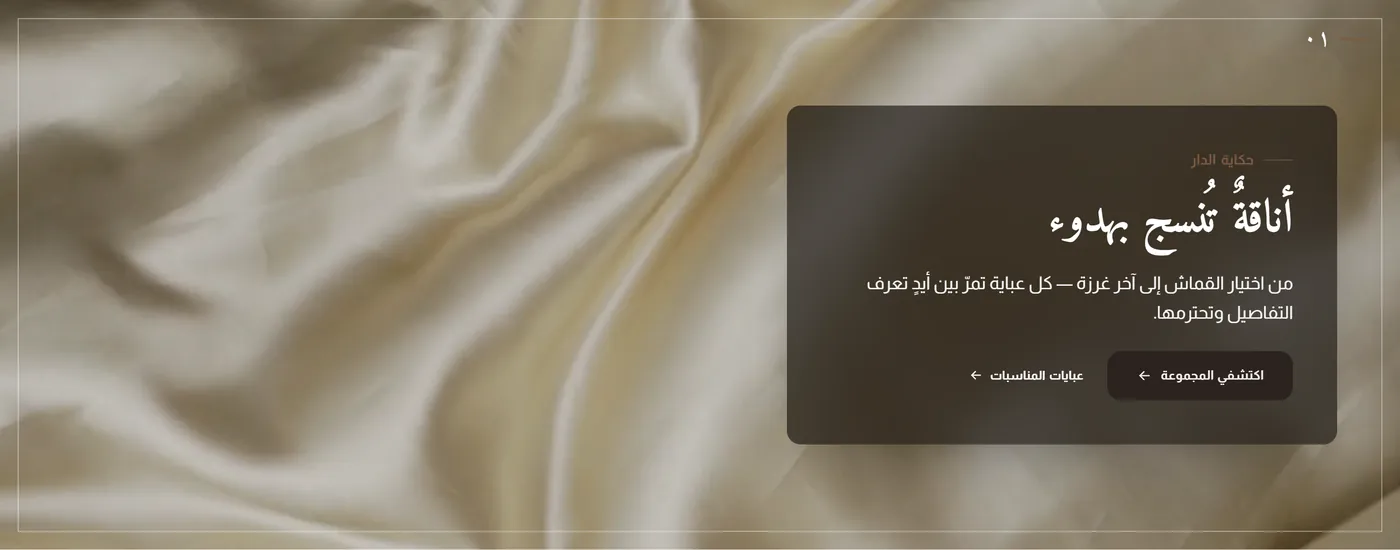 ٠١
حكاية الدار
أناقةٌ تُنسج بهدوء
من اختيار القماش إلى آخر غرزة — كل عباية تمرّ بين أيدٍ تعرف
التفاصيل وتحترمها.
اكتشفي المجموعة ←
عبايات المناسبات ←